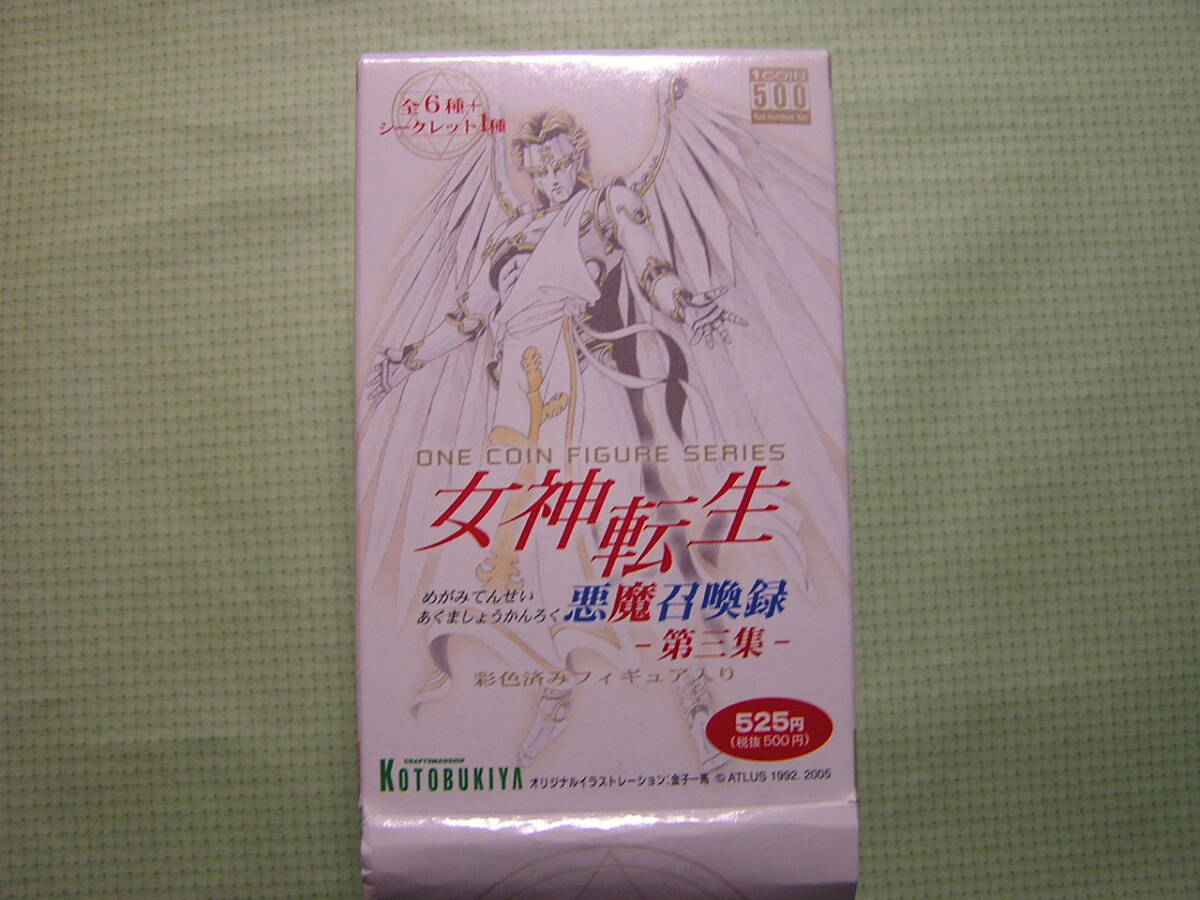 全6種+
シークレット1種
1COIN
500
ONE COIN FIGURE SERIES
女神転生
めがみてんせい
あくましょうかんろく
悪魔召喚録
-第三集-
彩色済みフィギュア入り
525円
(税抜500円)
CRAFTSMANSHIP
KOTOBUKIYA
オリジナルイラストレーション:金子一馬 © ATLUS 1992, 2005